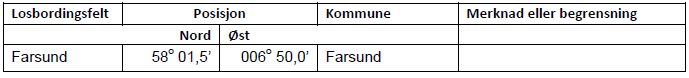 Losbordingsfelt Posisjon Kommune Merknad eller begrensning
Nord Øst
Farsund 58° 01,5’ 006° 50,0’ Farsund